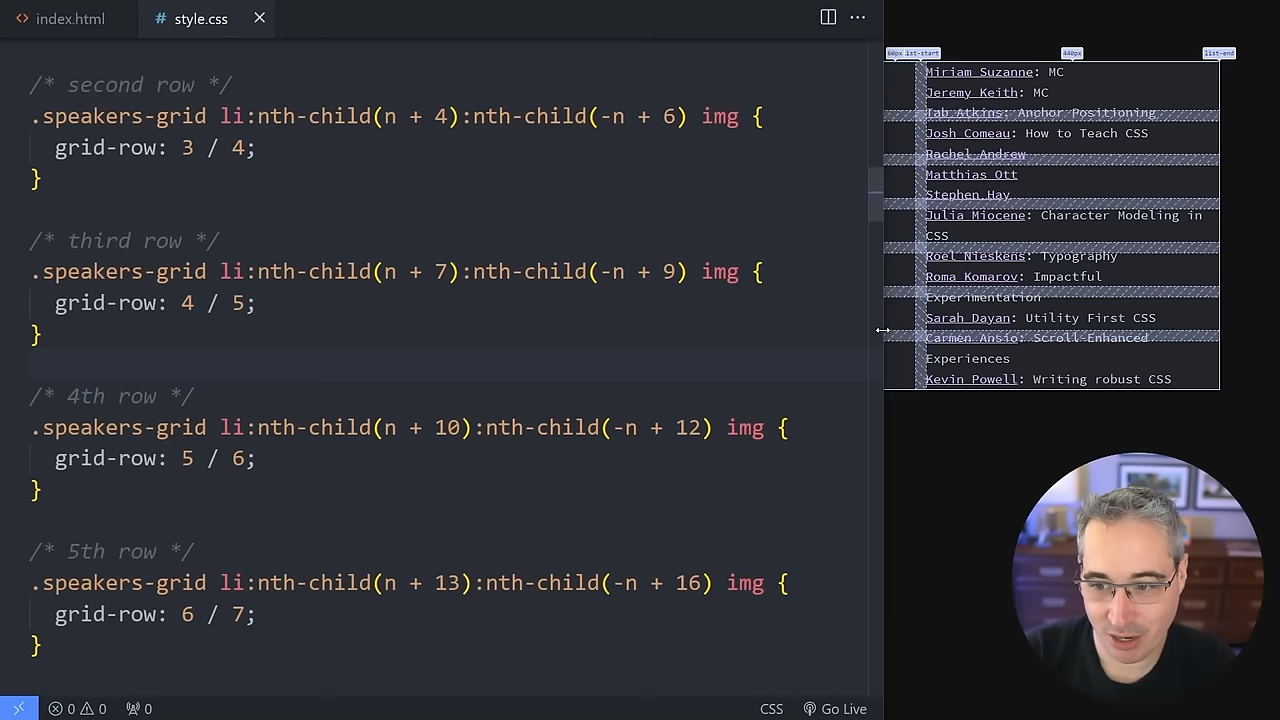 index.html
style.css
/* second row */
.speakers-grid li:nth-child(n + 4):nth-child(-n + 6) img {
grid-row: 3 / 4;
}
/* third row */
.speakers-grid li:nth-child(n + 7):nth-child(-n + 9) img {
grid-row: 4 / 5;
}
/* 4th row */
.speakers-grid li:nth-child(n + 10):nth-child(-n + 12) img {
grid-row: 5 / 6;
}
/* 5th row */
.speakers-grid li:nth-child(n + 13):nth-child(-n + 16) img {
grid-row: 6 / 7;
}
0 0 0
CSS
Go Live
60px ist-start 440px list-end
Miriam Suzanne: MC
Jeremy Keith: MC
Tab Atkins: Anchor Positioning
Josh Comeau: How to Teach CSS
Rachel Andrew
Matthias Ott
Stephen Hay
Julia Miocene: Character Modeling in
CSS
Roel Nieskens: Typography
Roma Komarov: Impactful
Experimentation
Sarah Dayan: Utility First CSS
Carmen Ansio: Scroll-Enhanced
Experiences
Kevin Powell: Writing robust CSS